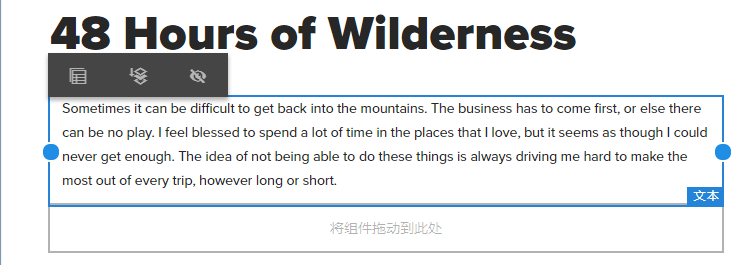 48 Hours of Wilderness
Sometimes it can be difficult to get back into the mountains. The business has to come first, or else there
can be no play. I feel blessed to spend a lot of time in the places that I love, but it seems as though I could
never get enough. The idea of not being able to do these things is always driving me hard to make the
most out of every trip, however long or short.
文本
将组件拖动到此处